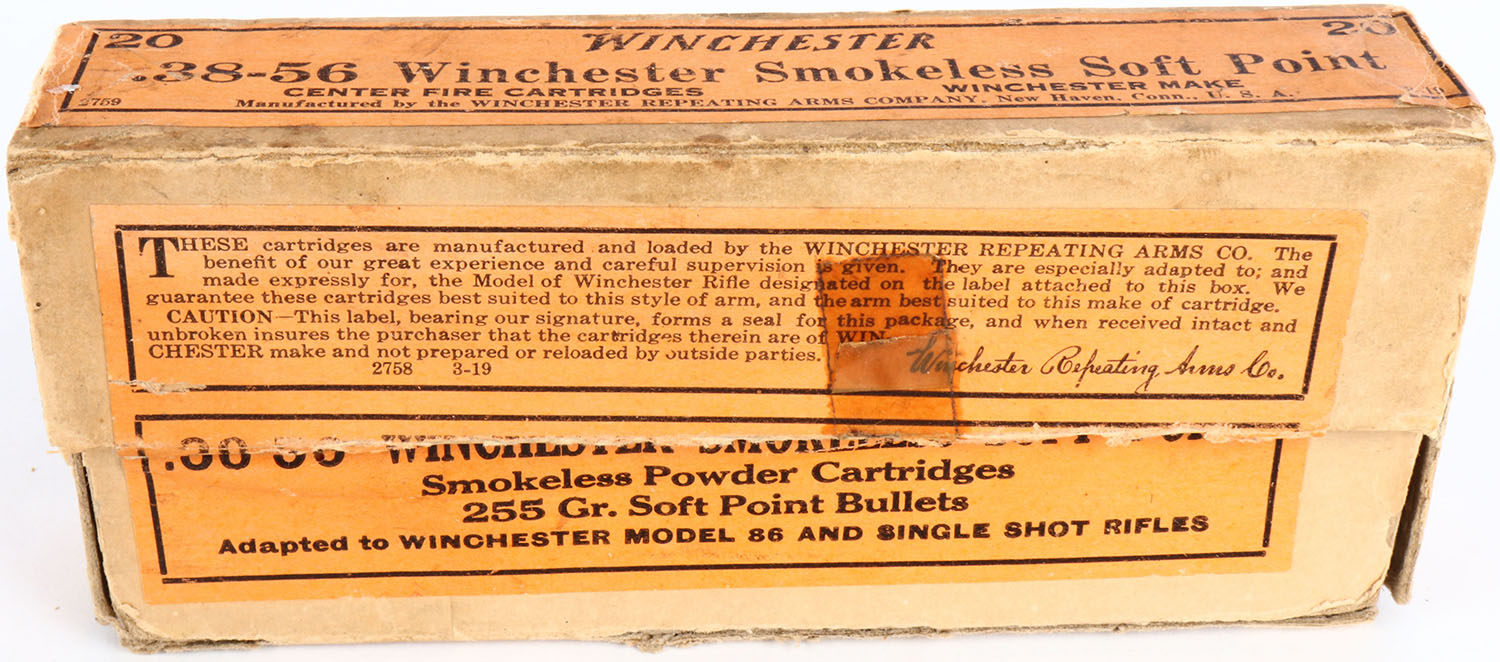 20 WINCHESTER 20
.38-56 Winchester Smokeless Soft Point
CENTER FIRE CARTRIDGES WINCHESTER MAKE
2759 Manufactured by the WINCHESTER REPEATING ARMS COMPANY. New Haven, Conn., U. S. A.
THESE cartridges are manufactured and loaded by the WINCHESTER REPEATING ARMS CO. The
benefit of our great experience and careful supervision is given. They are especially adapted to; and
made expressly for, the Model of Winchester Rifle designated on the label attached to this box. We
guarantee these cartridges best suited to this style of arm, and the arm best suited to this make of cartridge.
CAUTION—This label, bearing our signature, forms a seal for this package, and when received intact and
unbroken insures the purchaser that the cartridges therein are of WIN-
CHESTER make and not prepared or reloaded by outside parties. Winchester Repeating Arms Co.
2758 3-19
WINCHESTER SMOKELESS
Smokeless Powder Cartridges
255 Gr. Soft Point Bullets
Adapted to WINCHESTER MODEL 86 AND SINGLE SHOT RIFLES